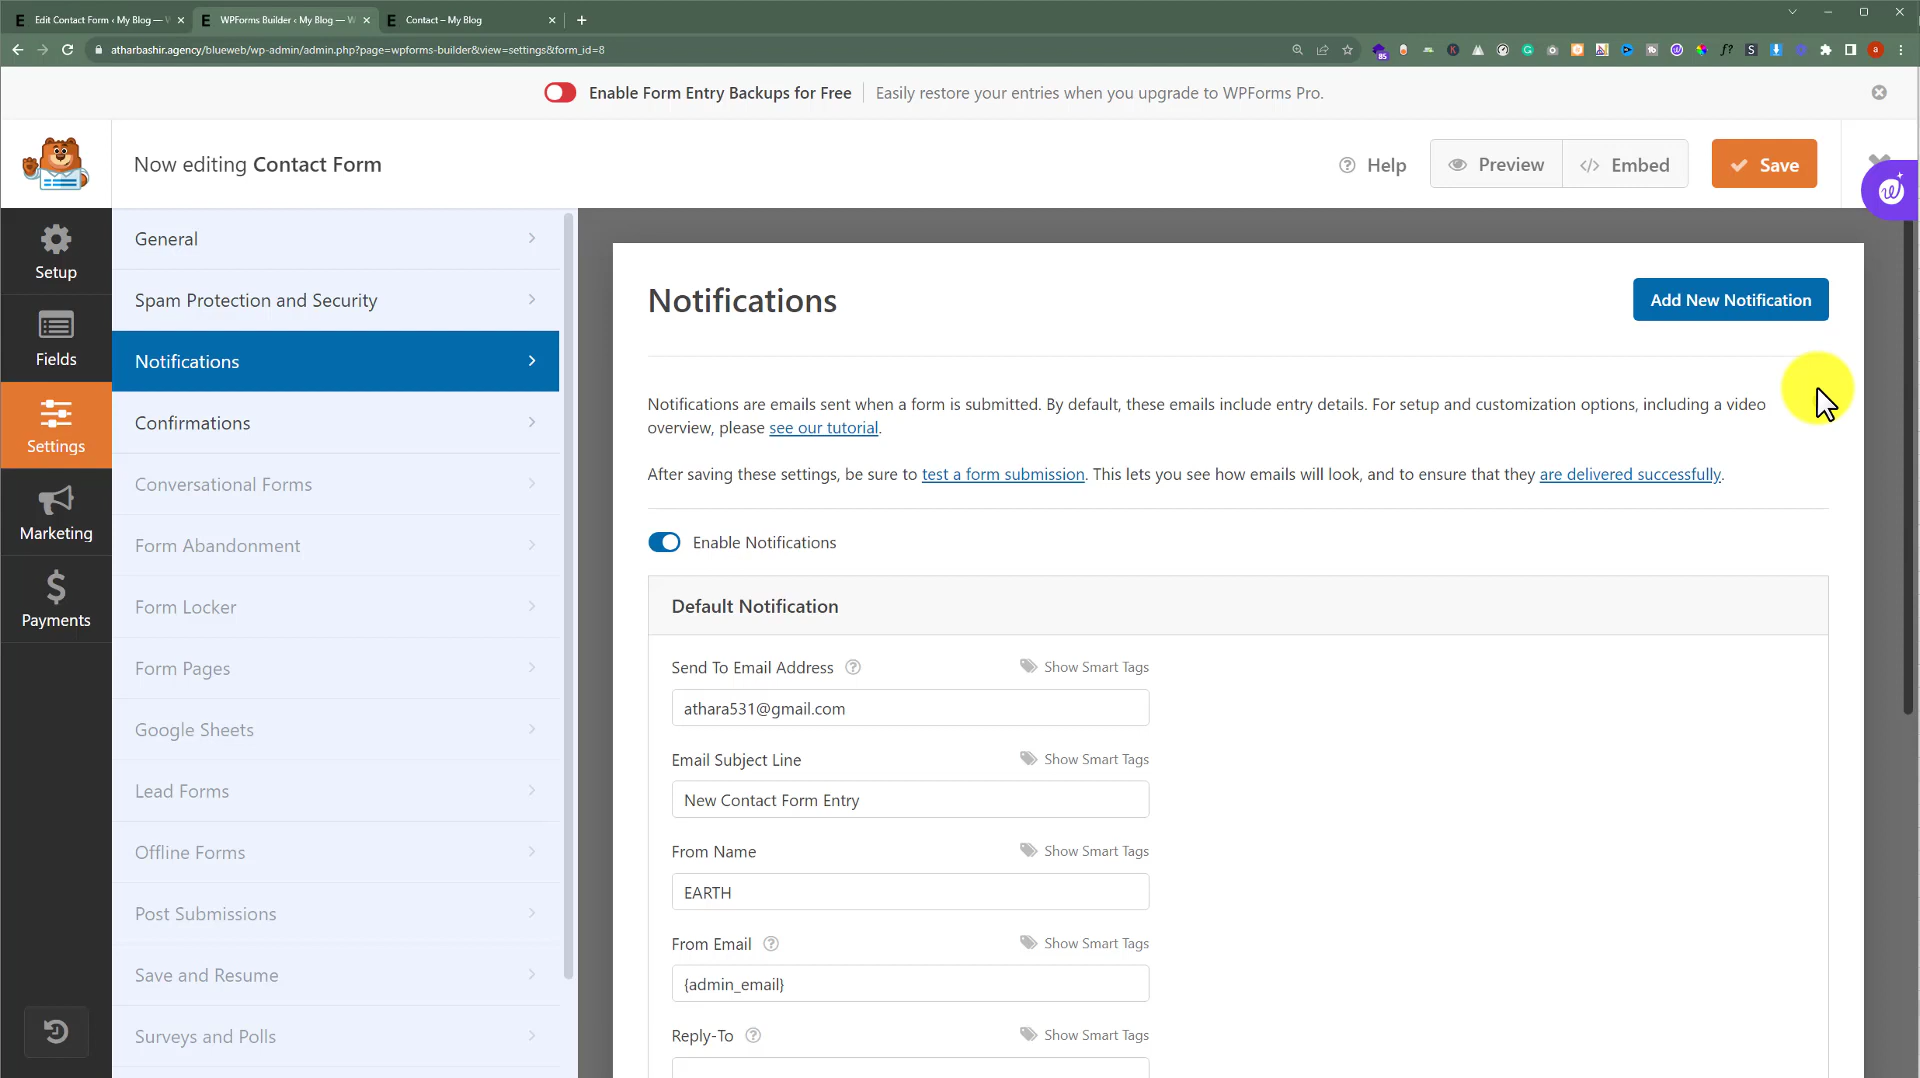 Edit Contact Form ‹ My Blog — W
WPForms Builder ‹ My Blog — W
Contact – My Blog
atharbashir.agency/blueweb/wp-admin/admin.php?page=wpforms-builder&view=settings&form_id=8
Enable Form Entry Backups for Free
Easily restore your entries when you upgrade to WPForms Pro.
Now editing Contact Form
Help
Preview
Embed
Save
Setup
Fields
Settings
Marketing
Payments
General
Spam Protection and Security
Notifications
Confirmations
Conversational Forms
Form Abandonment
Form Locker
Form Pages
Google Sheets
Lead Forms
Offline Forms
Post Submissions
Save and Resume
Surveys and Polls
Notifications
Add New Notification
Notifications are emails sent when a form is submitted. By default, these emails include entry details. For setup and customization options, including a video
overview, please see our tutorial.
After saving these settings, be sure to test a form submission. This lets you see how emails will look, and to ensure that they are delivered successfully.
Enable Notifications
Default Notification
Send To Email Address
Show Smart Tags
athara531@gmail.com
Email Subject Line
Show Smart Tags
New Contact Form Entry
From Name
Show Smart Tags
EARTH
From Email
Show Smart Tags
{admin_email}
Reply-To
Show Smart Tags